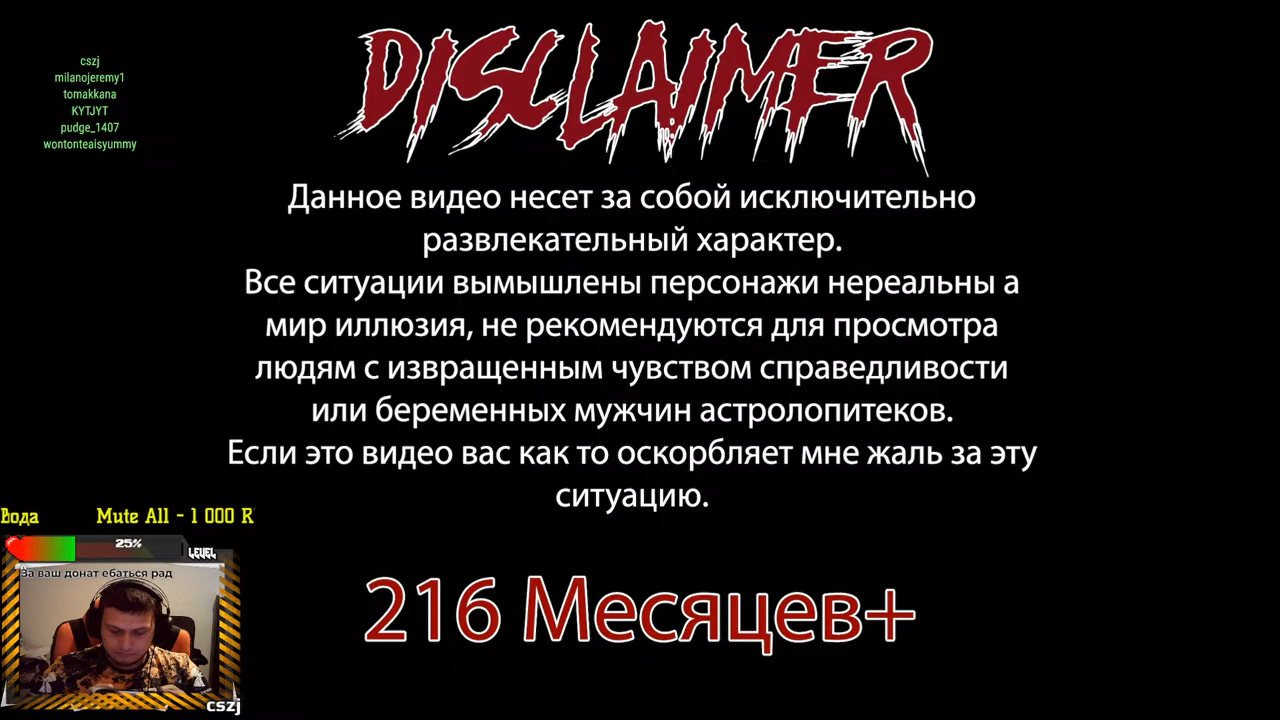 DISCLAIMER
cszj
milanojeremy1
tomakkana
KYTJYT
pudge_1407
wontonteaisyummy
Данное видео несет за собой исключительно
развлекательный характер.
Все ситуации вымышлены персонажи нереальны а
мир иллюзия, не рекомендуются для просмотра
людям с извращенным чувством справедливости
или беременных мужчин астролопитеков.
Если это видео вас как то оскорбляет мне жаль за эту
ситуацию.
Вода Mute All - 1 000 R
25%
LEVEL
За ваш донат ебаться рад
216 Месяцев+
cszj